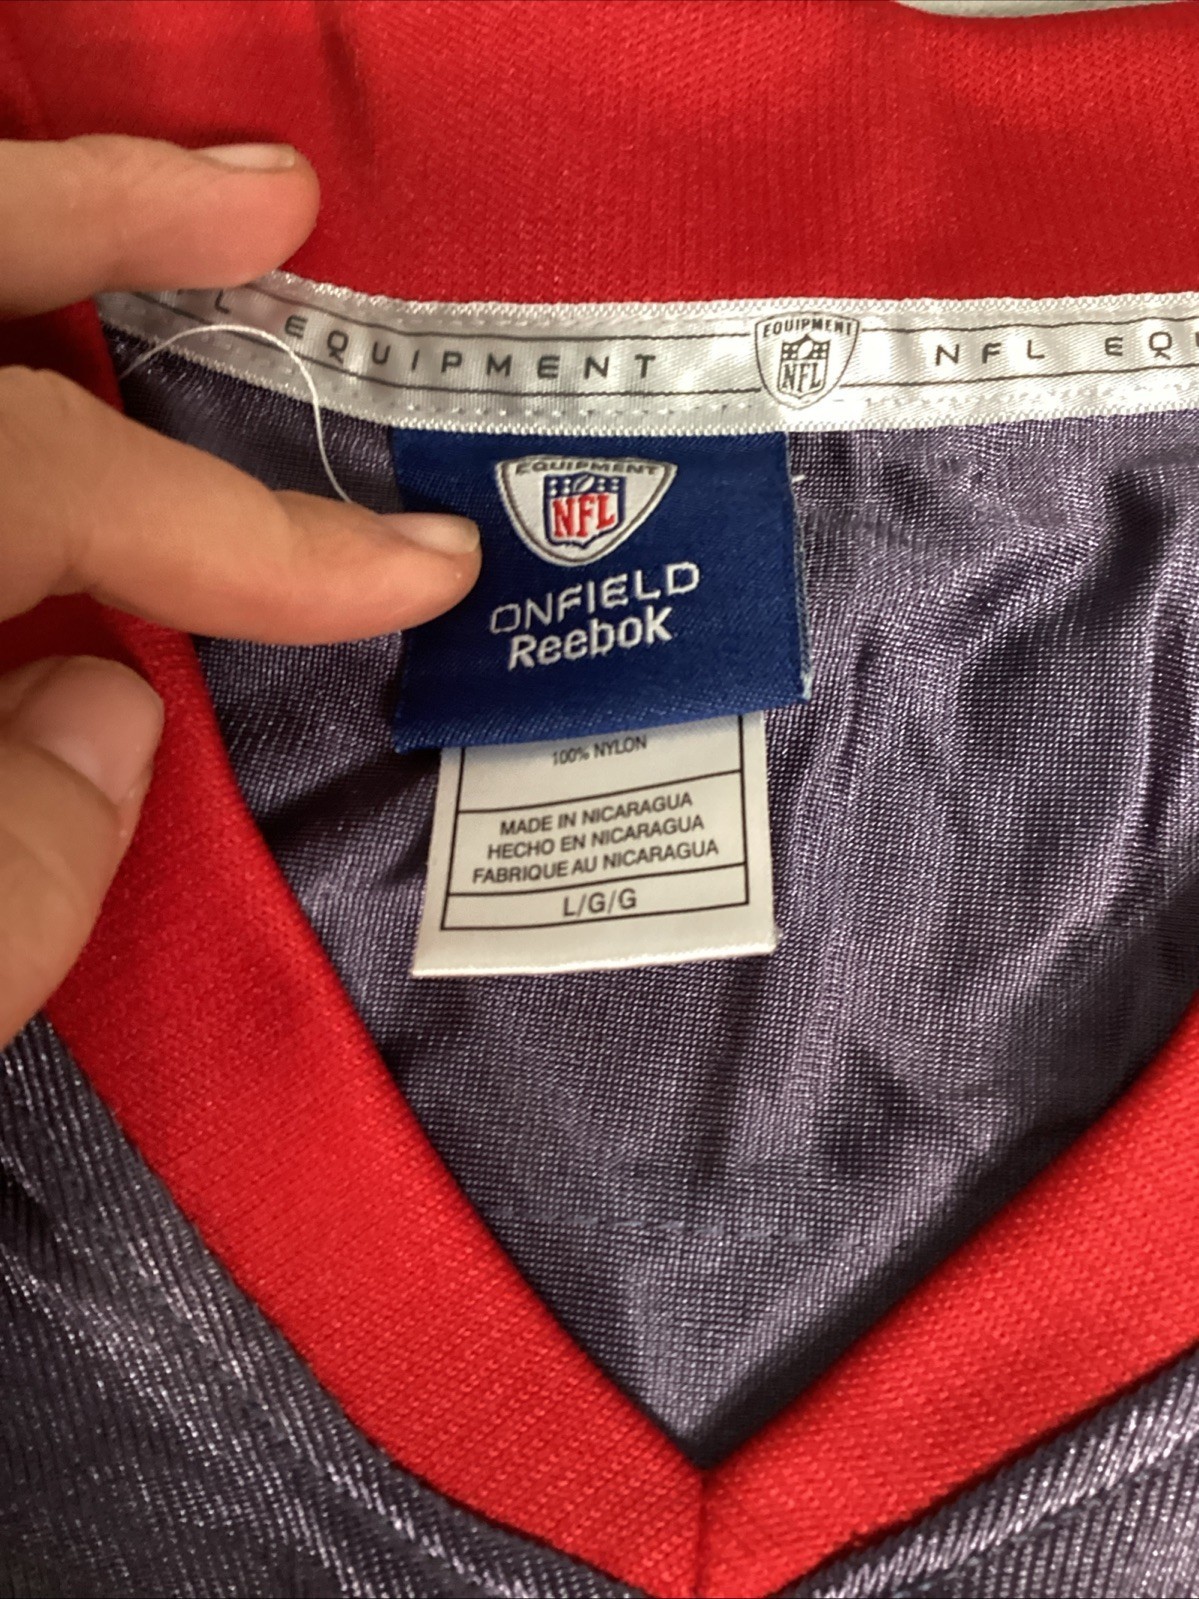 L EQUIPMENT EQUIPMENT NFL NFL EQU
EQUIPMENT
NFL
ONFIELD
Reebok
100% NYLON
MADE IN NICARAGUA
HECHO EN NICARAGUA
FABRIQUE AU NICARAGUA
L/G/G